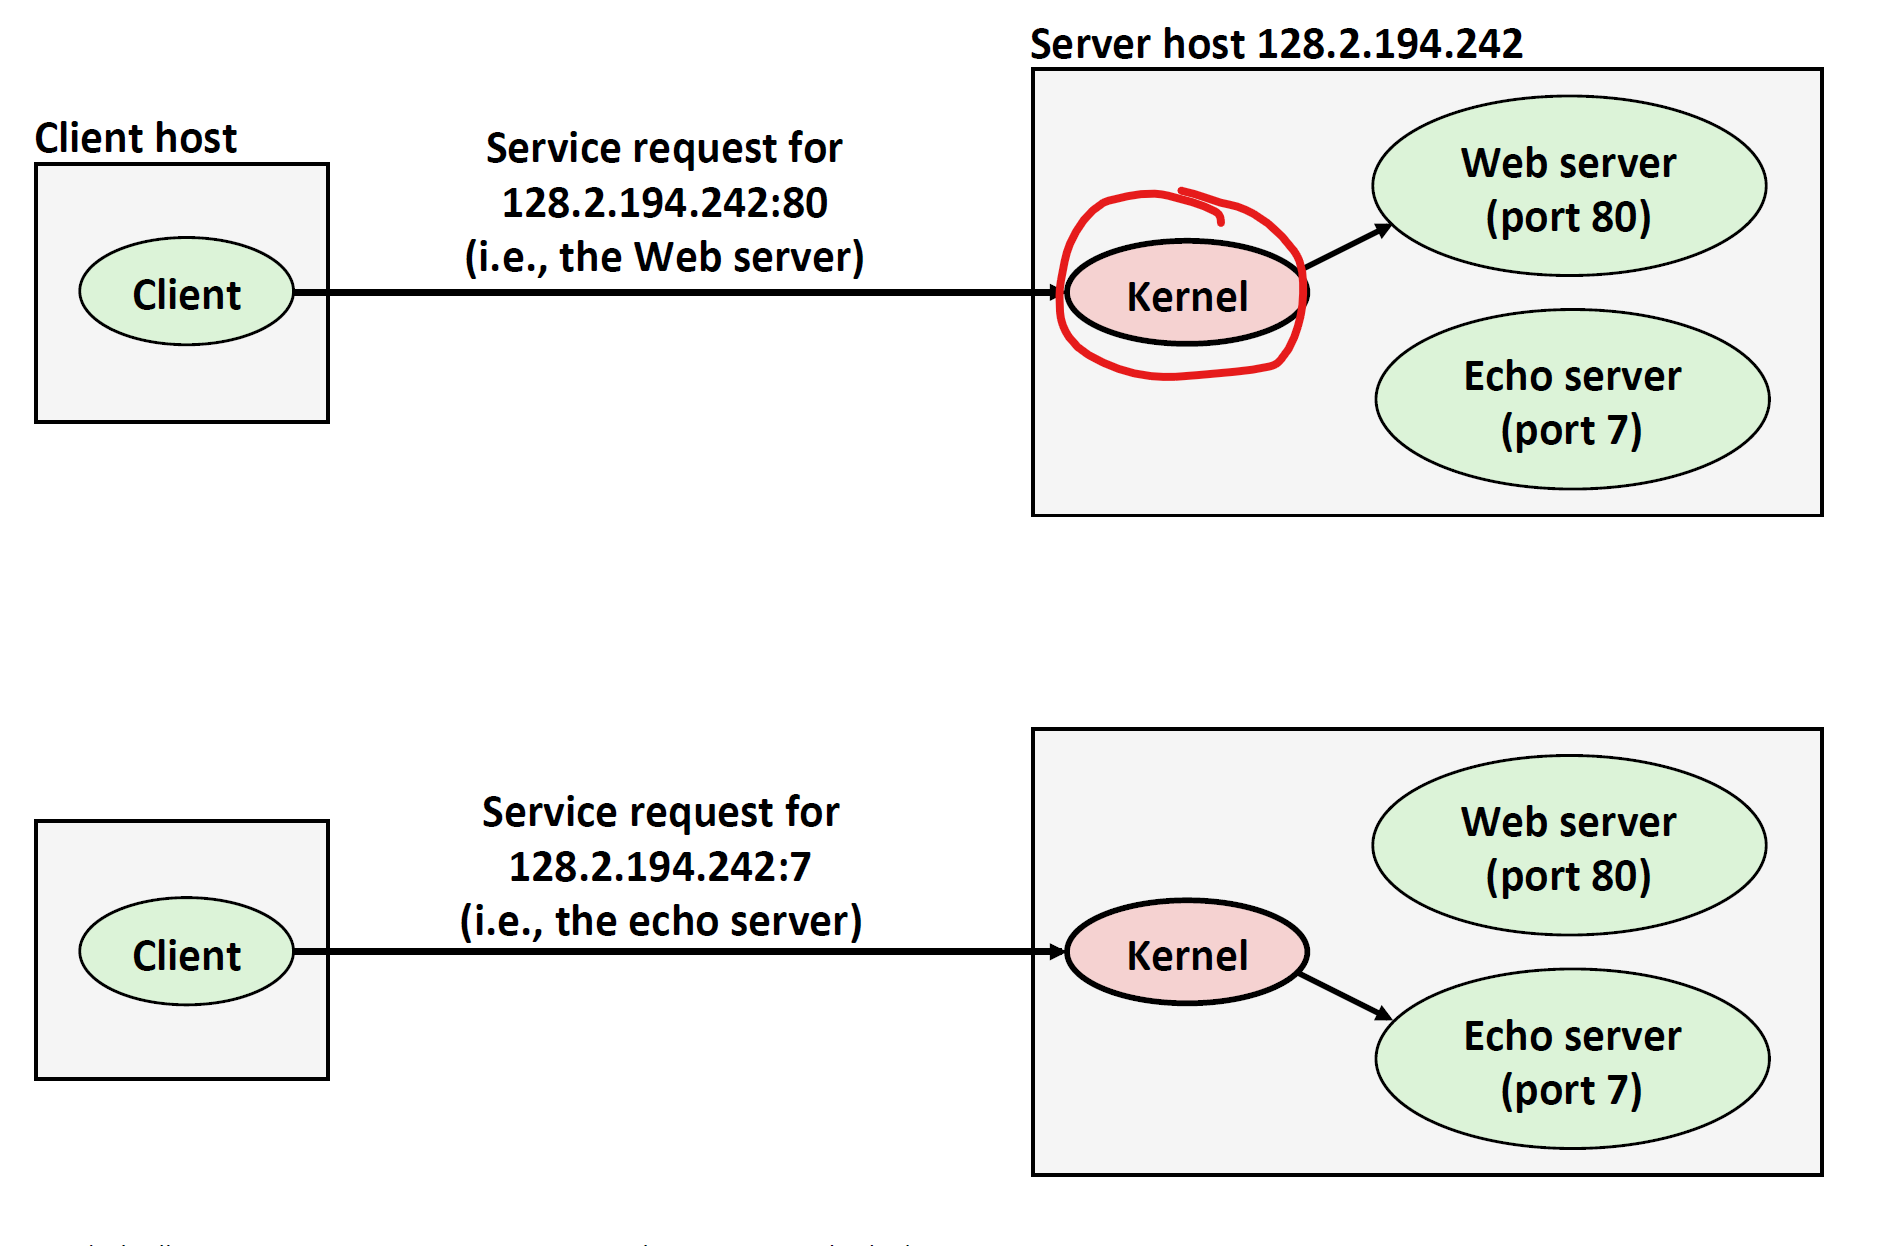 Server host 128.2.194.242
Client host
Service request for
128.2.194.242:80
(i.e., the Web server)
Client
Kernel
Web server
(port 80)
Echo server
(port 7)
Service request for
128.2.194.242:7
(i.e., the echo server)
Client
Kernel
Web server
(port 80)
Echo server
(port 7)